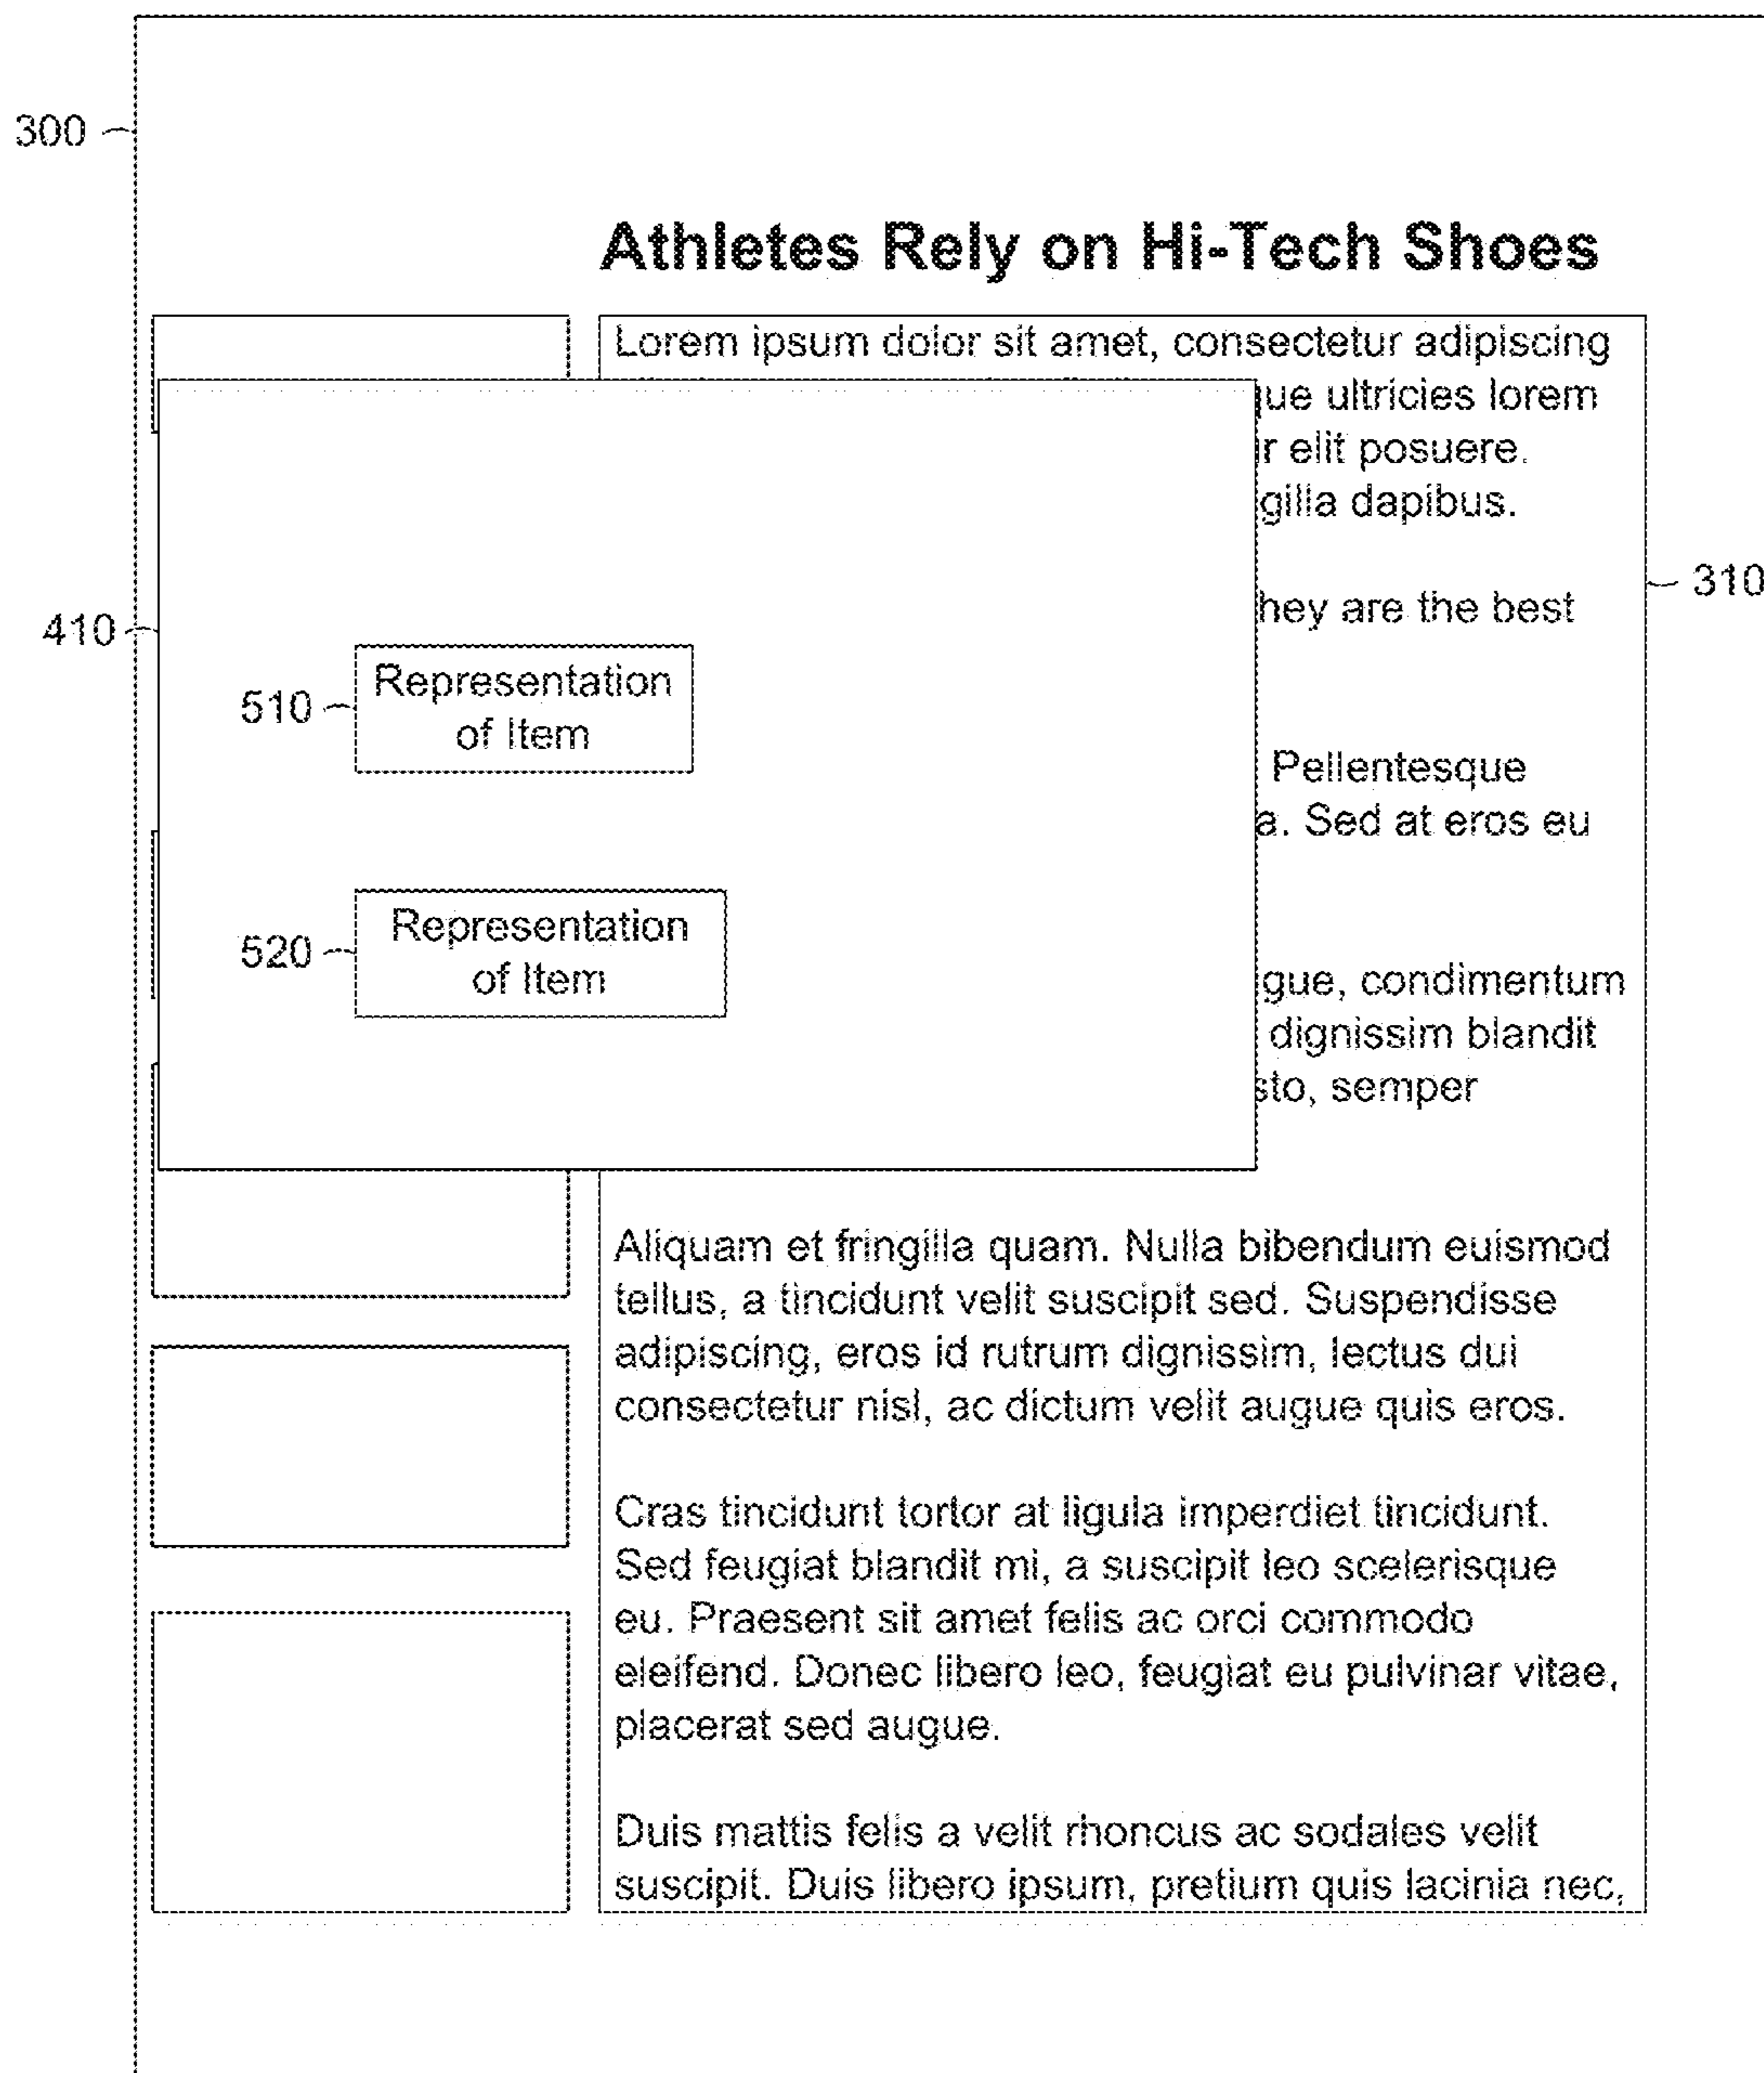 300
Athletes Rely on Hi-Tech Shoes
Lorem ipsum dolor sit amet, consectetur adipiscing
ultricies lorem
elit posuere.
dapibus.
310
are the best
410
Representation
of Item
510
Pellentesque
Sed at eros eu
Representation
of Item
520
condimentum
dignissim blandit
semper
Aliquam et fringilla quam. Nulla bibendum euismod
tellus, a tincidunt velit suscipit sed. Suspendisse
adipiscing, eros id rutrum dignissim, lectus dui
consectetur nisl, ac dictum velit augue quis eros.
Cras tincidunt tortor at ligula imperdiet tincidunt.
Sed feugiat blandit mi, a suscipit leo scelerisque
eu. Praesent sit amet felis ac orci commodo
eleifend. Donec libero leo, feugiat eu pulvinar vitae,
placerat sed augue.
Duis mattis felis a velit rhoncus ac sodales velit
suscipit. Duis libero ipsum, pretium quis lacinia nec,